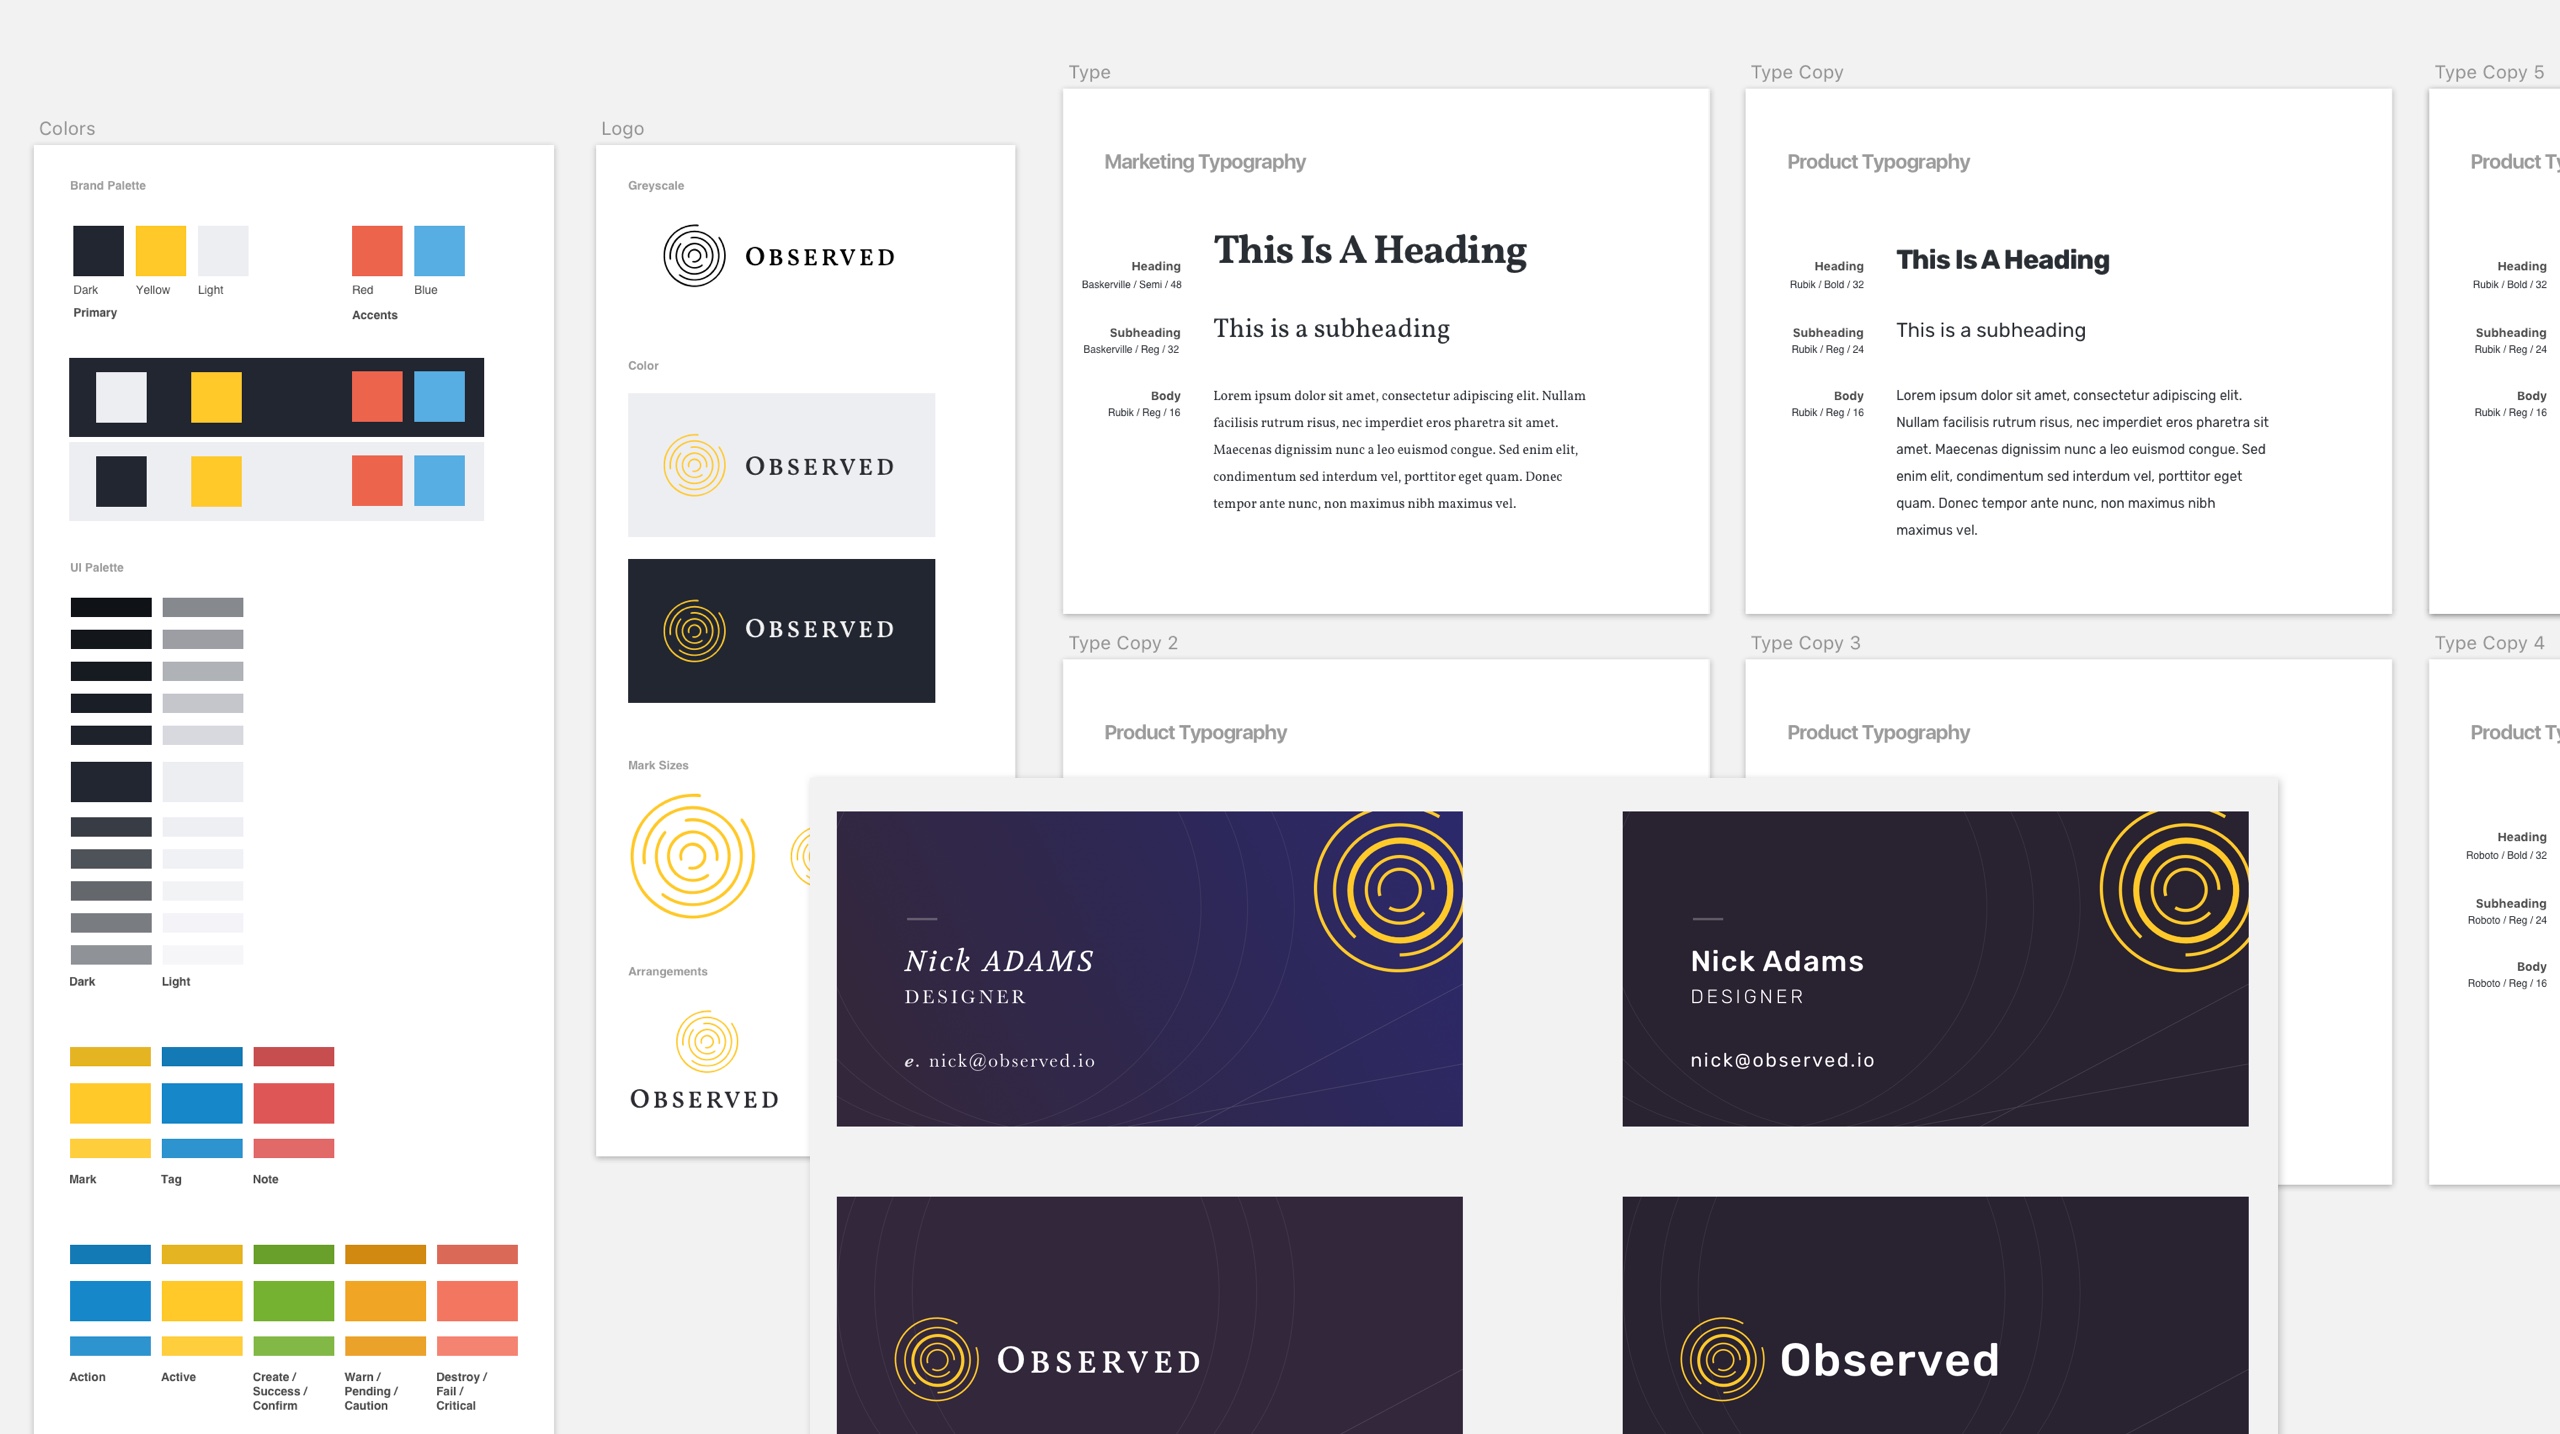 Colors
Brand Palette
Dark
Yellow
Light
Red
Blue
Primary
Accents
UI Palette
Dark
Light
Mark
Tag
Note
Action
Active
Create /
Success /
Confirm
Warn /
Pending /
Caution
Destroy /
Fail /
Critical
Logo
Greyscale
OBSERVED
Color
OBSERVED
OBSERVED
Mark Sizes
Arrangements
OBSERVED
Type
Marketing Typography
Heading
Baskerville / Semi / 48
This Is A Heading
Subheading
Baskerville / Reg / 32
This is a subheading
Body
Rubik / Reg / 16
Lorem ipsum dolor sit amet, consectetur adipiscing elit. Nullam
facilisis rutrum risus, nec imperdiet eros pharetra sit amet.
Maecenas dignissim nunc a leo euismod congue. Sed enim elit,
condimentum sed interdum vel, porttitor eget quam. Donec
tempor ante nunc, non maximus nibh maximus vel.
Type Copy
Product Typography
Heading
Rubik / Bold / 32
This Is A Heading
Subheading
Rubik / Reg / 24
This is a subheading
Body
Rubik / Reg / 16
Lorem ipsum dolor sit amet, consectetur adipiscing elit.
Nullam facilisis rutrum risus, nec imperdiet eros pharetra sit
amet. Maecenas dignissim nunc a leo euismod congue. Sed
enim elit, condimentum sed interdum vel, porttitor eget
quam. Donec tempor ante nunc, non maximus nibh
maximus vel.
Type Copy 5
Product Ty
Heading
Rubik / Bold / 32
Subheading
Rubik / Reg / 24
Body
Rubik / Reg / 16
Type Copy 2
Product Typography
Type Copy 3
Product Typography
Type Copy 4
Product Ty
Heading
Roboto / Bold / 32
Subheading
Roboto / Reg / 24
Body
Roboto / Reg / 16
Nick ADAMS
DESIGNER
e. nick@observed.io
Nick Adams
DESIGNER
nick@observed.io
OBSERVED
Observed